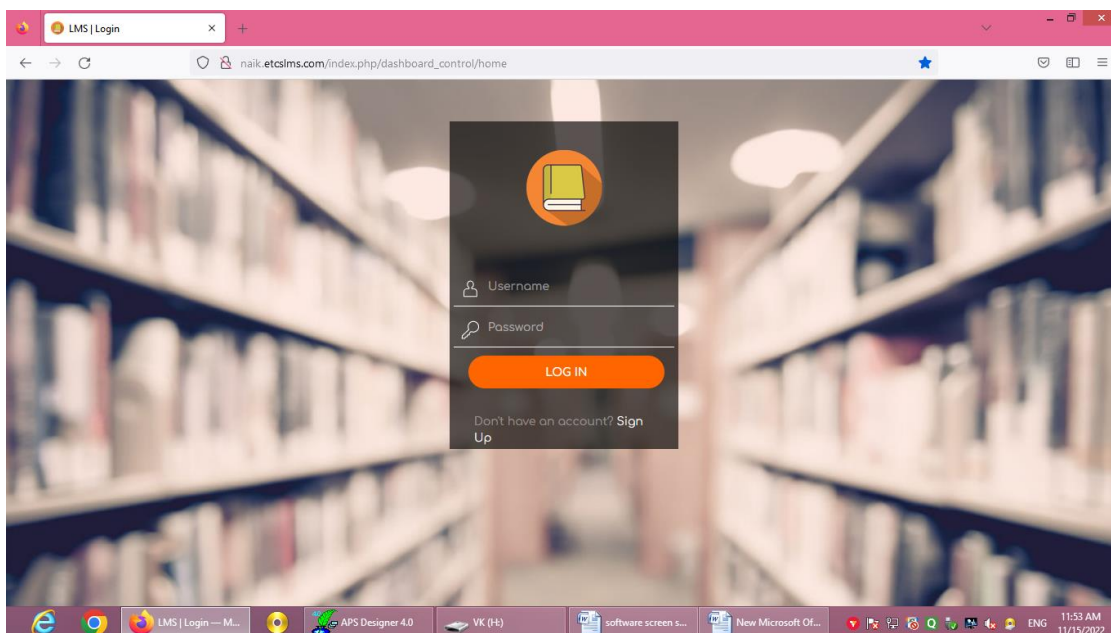 LMS | Login
naik.etcslms.com/index.php/dashboard_control/home
Username
Password
LOG IN
Don't have an account? Sign
Up
LMS | Login — M...
APS Designer 4.0
VK (H:)
software screen s...
New Microsoft Of...
ENG
11:53 AM
11/15/2022